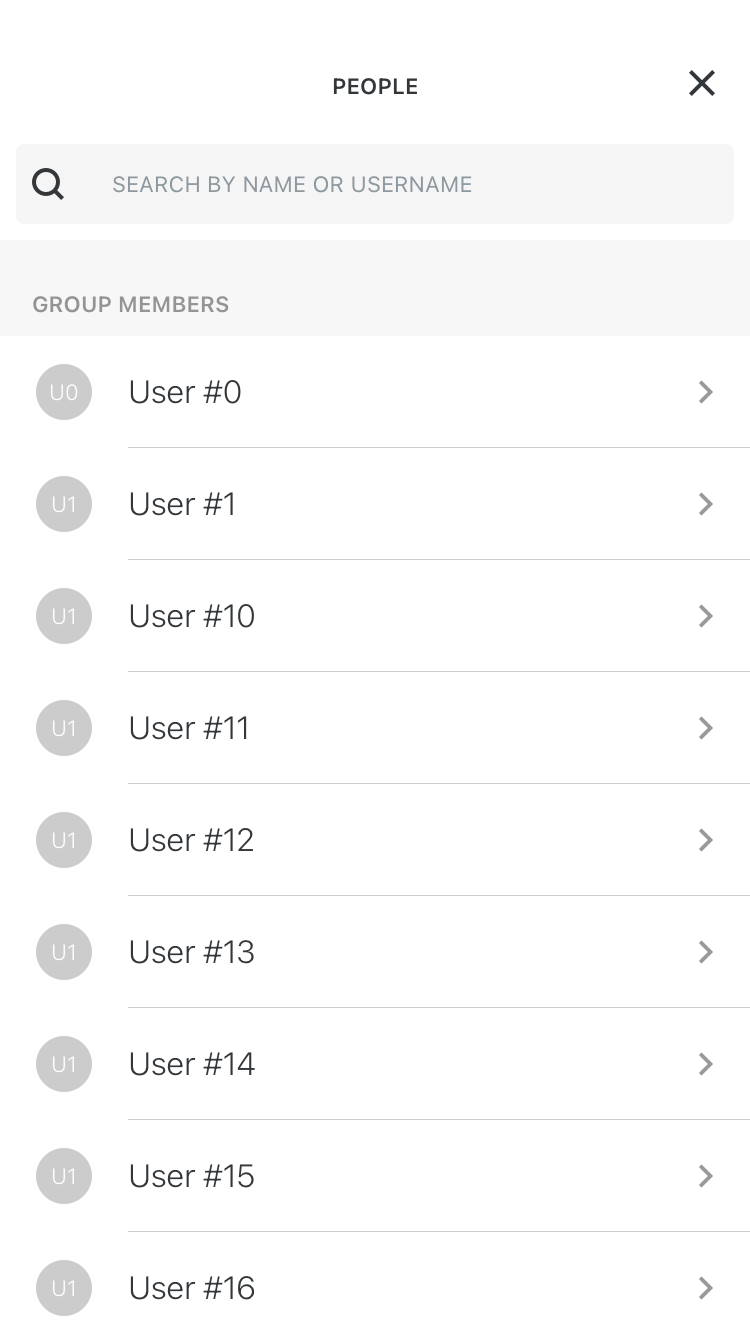 PEOPLE
SEARCH BY NAME OR USERNAME
GROUP MEMBERS
U0 User #0
U1 User #1
U1 User #10
U1 User #11
U1 User #12
U1 User #13
U1 User #14
U1 User #15
U1 User #16